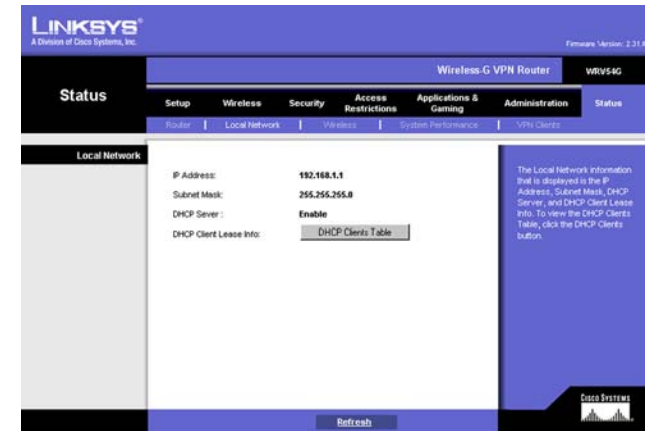 LINKSYS®
A Division of Cisco Systems, Inc.
Firmware Version: 2.31.
Wireless-G VPN Router WRV54G
Status
Setup Wireless Security Access Restrictions Applications & Gaming Administration Status
Router | Local Network | Wireless | System Performance | VPN Clients
Local Network
IP Address: 192.168.1.1
Subnet Mask: 255.255.255.0
DHCP Sever : Enable
DHCP Client Lease Info: DHCP Clients Table
The Local Network information
that is displayed is the IP
Address, Subnet Mask, DHCP
Server, and DHCP Client Lease
Info. To view the DHCP Clients
Table, click the DHCP Clients
button.
Refresh
CISCO SYSTEMS